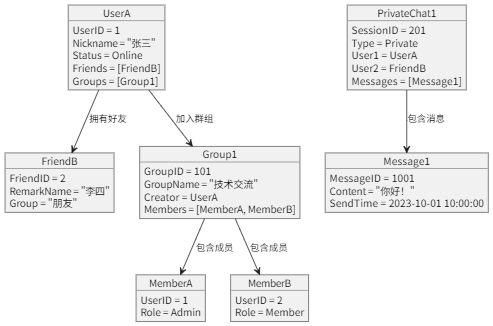 UserA
UserID = 1
Nickname = "张三"
Status = Online
Friends = [FriendB]
Groups = [Group1]
PrivateChat1
SessionID = 201
Type = Private
User1 = UserA
User2 = FriendB
Messages = [Message1]
拥有好友
加入群组
包含消息
FriendB
FriendID = 2
RemarkName = "李四"
Group = "朋友"
Group1
GroupID = 101
GroupName = "技术交流"
Creator = UserA
Members = [MemberA, MemberB]
Message1
MessageID = 1001
Content = "你好！"
SendTime = 2023-10-01 10:00:00
包含成员
包含成员
MemberA
UserID = 1
Role = Admin
MemberB
UserID = 2
Role = Member